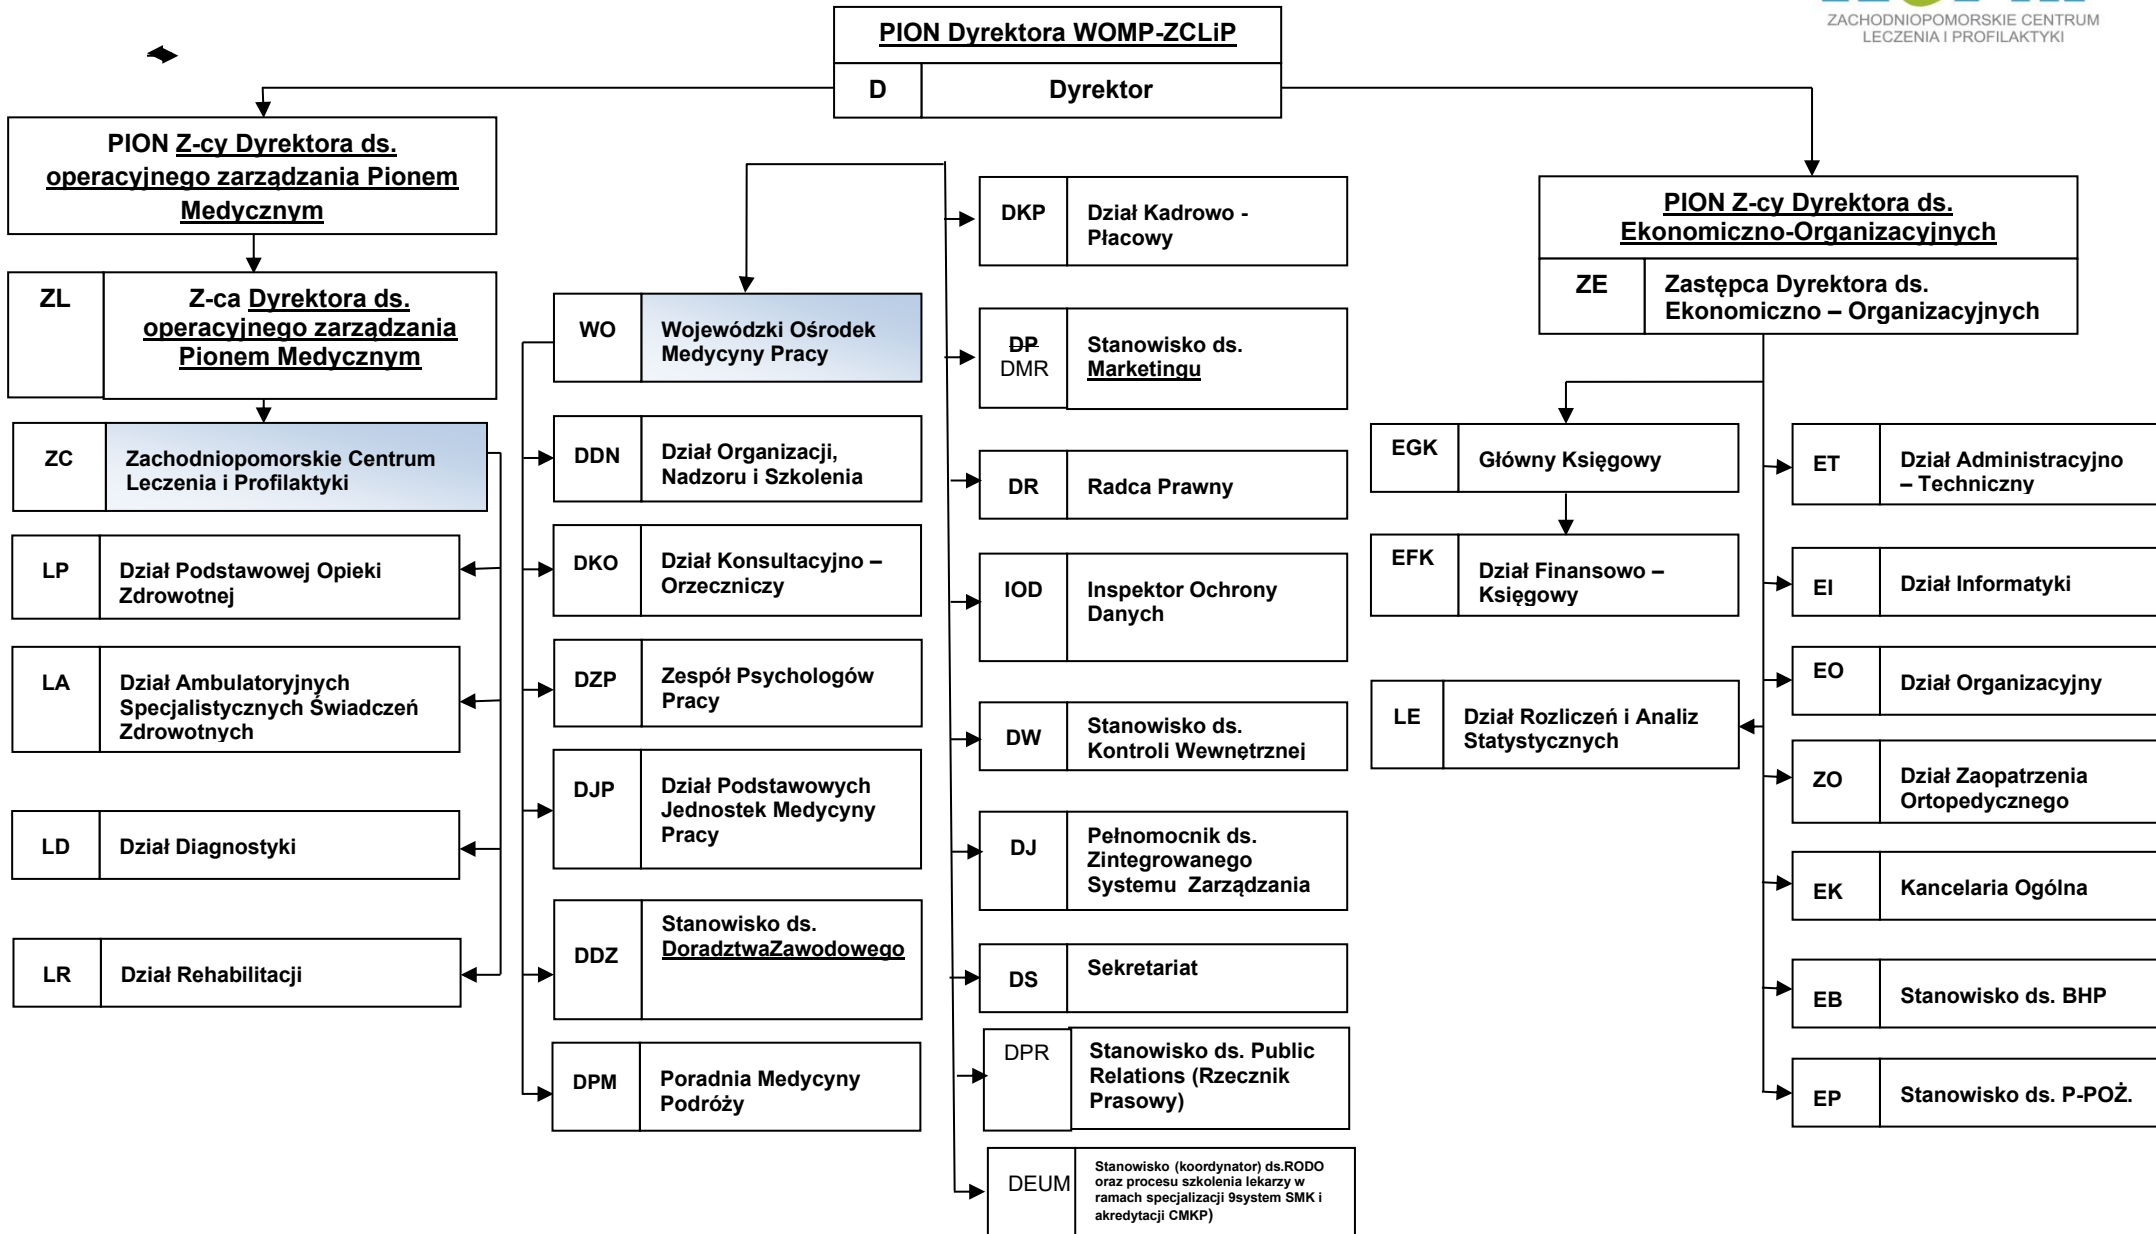 ZACHODNIOPOMORSKIE CENTRUM
LECZENIA I PROFILAKTYKI
PION Dyrektora WOMP-ZCLiP
D
Dyrektor
PION Z-cy Dyrektora ds.
operacyjnego zarządzania Pionem
Medycznym
ZL
Z-ca Dyrektora ds.
operacyjnego zarządzania
Pionem Medycznym
ZC
Zachodniopomorskie Centrum
Leczenia i Profilaktyki
LP
Dział Podstawowej Opieki
Zdrowotnej
LA
Dział Ambulatoryjnych
Specjalistycznych Świadczeń
Zdrowotnych
LD
Dział Diagnostyki
LR
Dział Rehabilitacji
WO
Wojewódzki Ośrodek
Medycyny Pracy
DDN
Dział Organizacji,
Nadzoru i Szkolenia
DKO
Dział Konsultacyjno –
Orzeczniczy
DZP
Zespół Psychologów
Pracy
DJP
Dział Podstawowych
Jednostek Medycyny
Pracy
DDZ
Stanowisko ds.
DoradztwaZawodowego
DPM
Poradnia Medycyny
Podróży
DKP
Dział Kadrowo -
Płacowy
DP
DMR
Stanowisko ds.
Marketingu
DR
Radca Prawny
IOD
Inspektor Ochrony
Danych
DW
Stanowisko ds.
Kontroli Wewnętrznej
DJ
Pełnomocnik ds.
Zintegrowanego
Systemu Zarządzania
DS
Sekretariat
DPR
Stanowisko ds. Public
Relations (Rzecznik
Prasowy)
DEUM
Stanowisko (koordynator) ds.RODO
oraz procesu szkolenia lekarzy w
ramach specjalizacji 9system SMK i
akredytacji CMKP)
PION Z-cy Dyrektora ds.
Ekonomiczno-Organizacyjnych
ZE
Zastępca Dyrektora ds.
Ekonomiczno – Organizacyjnych
EGK
Główny Księgowy
EFK
Dział Finansowo –
Księgowy
LE
Dział Rozliczeń i Analiz
Statystycznych
ET
Dział Administracyjno
– Techniczny
EI
Dział Informatyki
EO
Dział Organizacyjny
ZO
Dział Zaopatrzenia
Ortopedycznego
EK
Kancelaria Ogólna
EB
Stanowisko ds. BHP
EP
Stanowisko ds. P-POŻ.